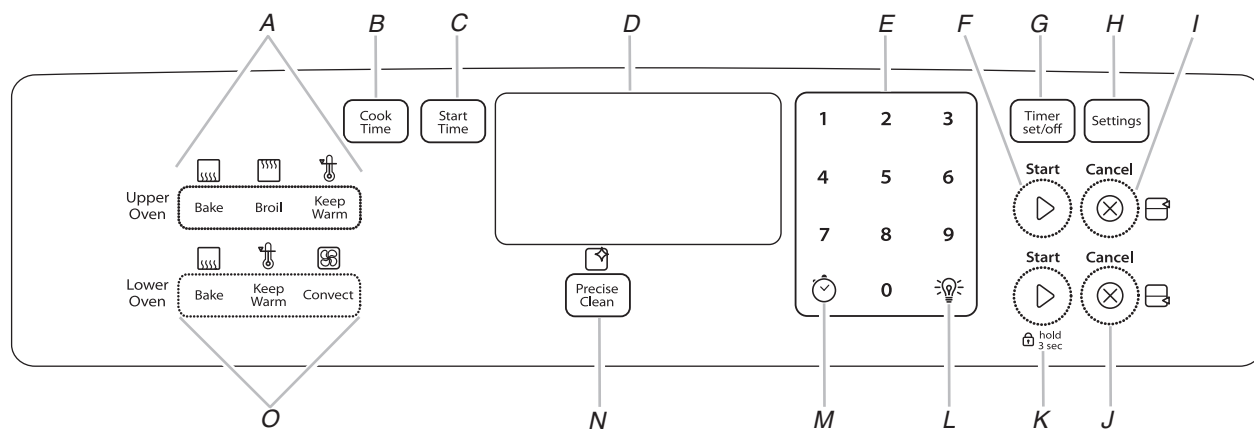 A
B
C
D
E
F
G
H
I
Cook
Time
Start
Time
1 2 3
Timer
set/off
Settings
4 5 6
Start
Cancel
Upper
Oven
Bake
Broil
Keep
Warm
7 8 9
Lower
Oven
Bake
Keep
Warm
Convect
Precise
Clean
0
Start
Cancel
hold
3 sec
O
N
M
L
K
J